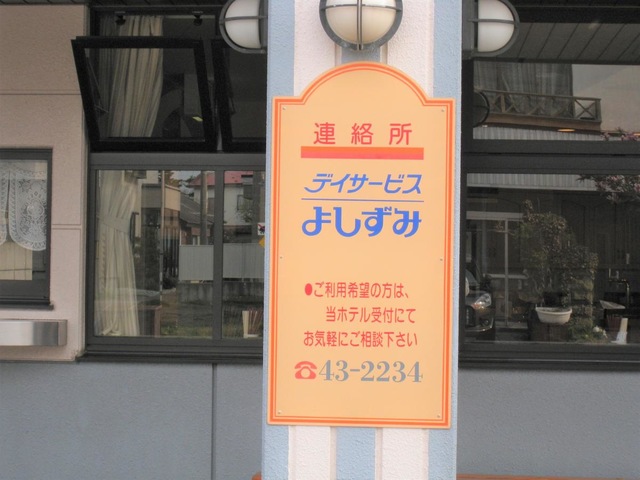 連絡所
デイサービス
よしずみ
●ご利用希望の方は、
当ホテル受付にて
お気軽にご相談下さい
☎43-2234